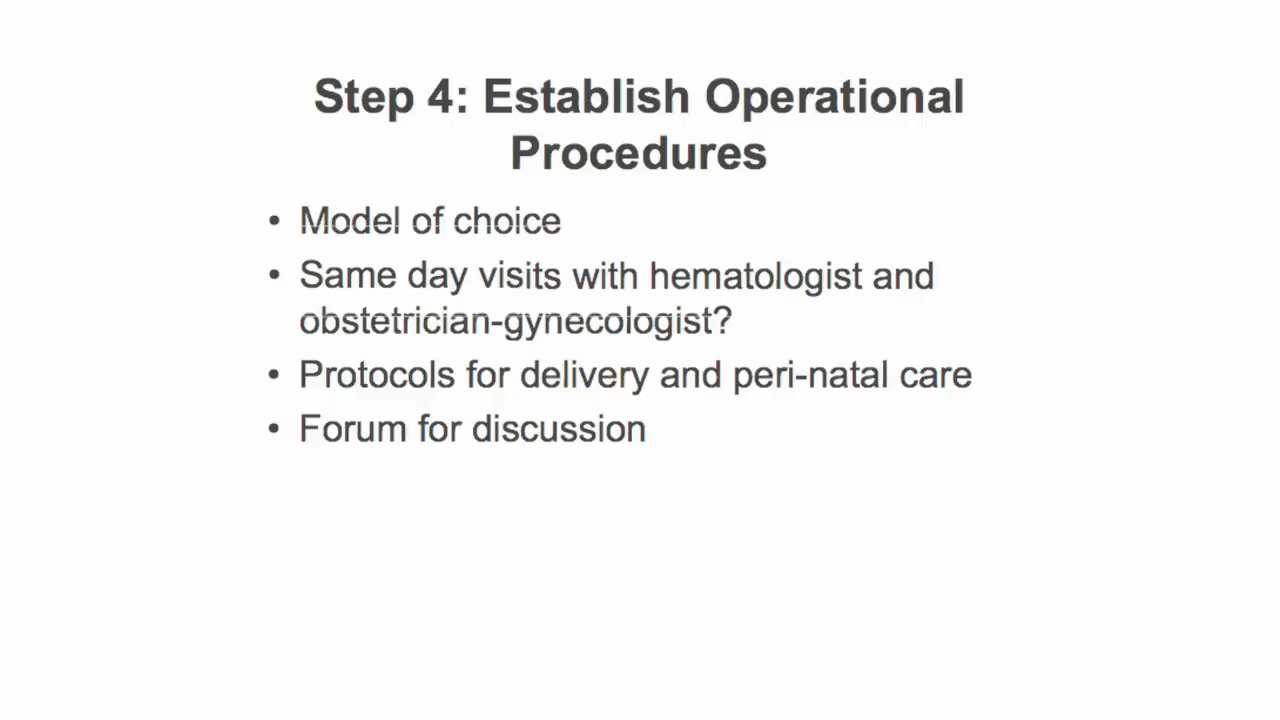 Step 4: Establish Operational
Procedures
• Model of choice
• Same day visits with hematologist and
obstetrician-gynecologist?
• Protocols for delivery and peri-natal care
• Forum for discussion